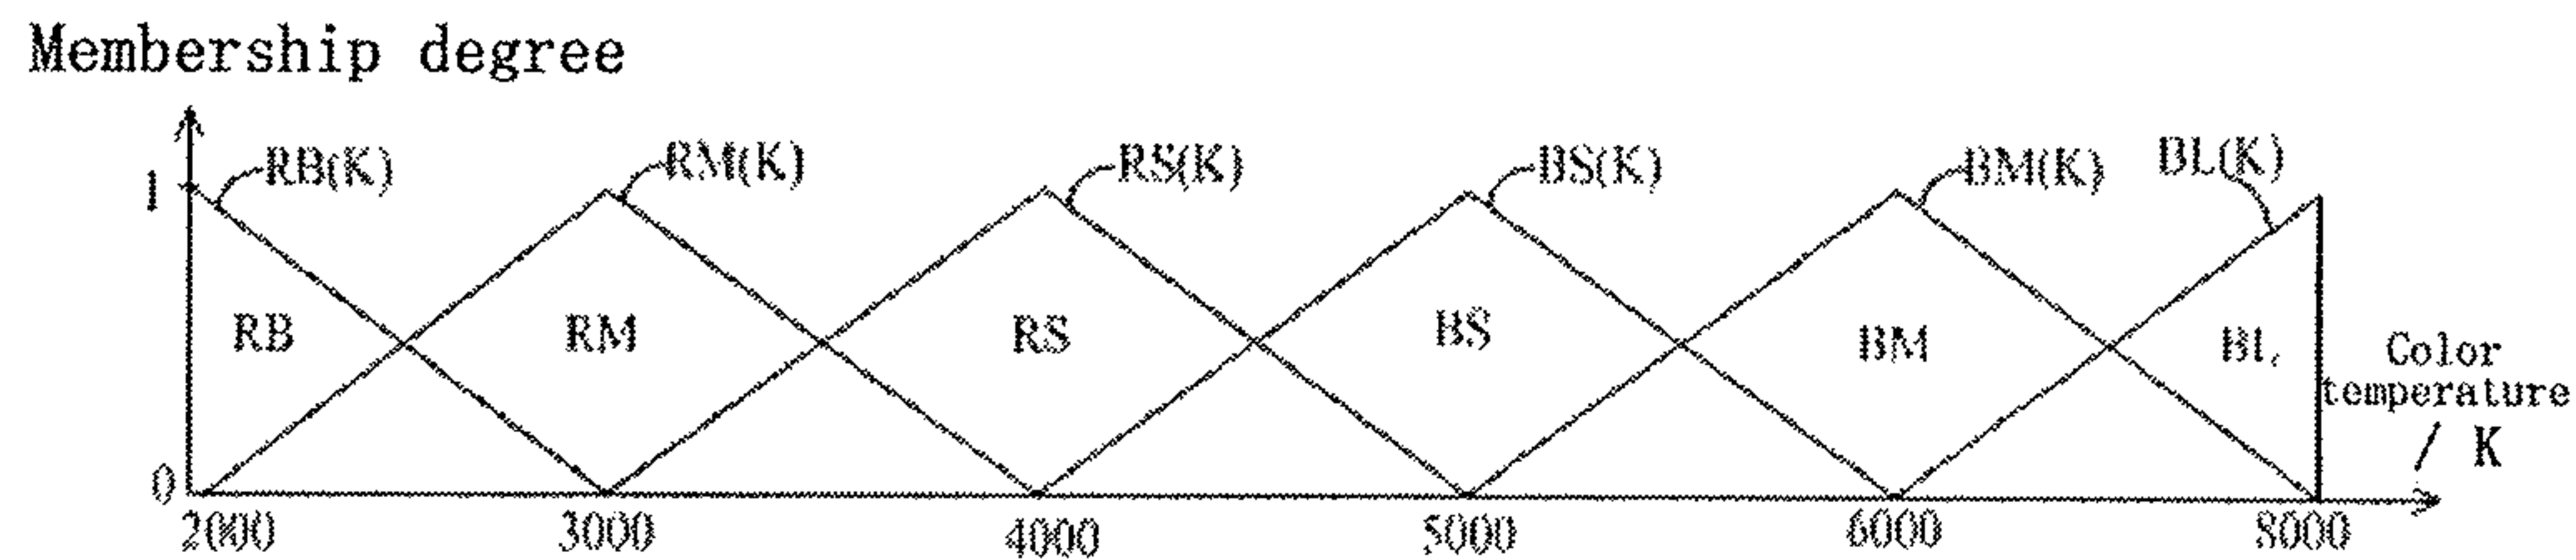 Membership degree
1
RB(K)
RM(K)
RS(K)
BS(K)
BM(K)
BL(K)
RB
RM
RS
BS
BM
BL
Color
temperature
/ K
0
2000
3000
4000
5000
6000
8000